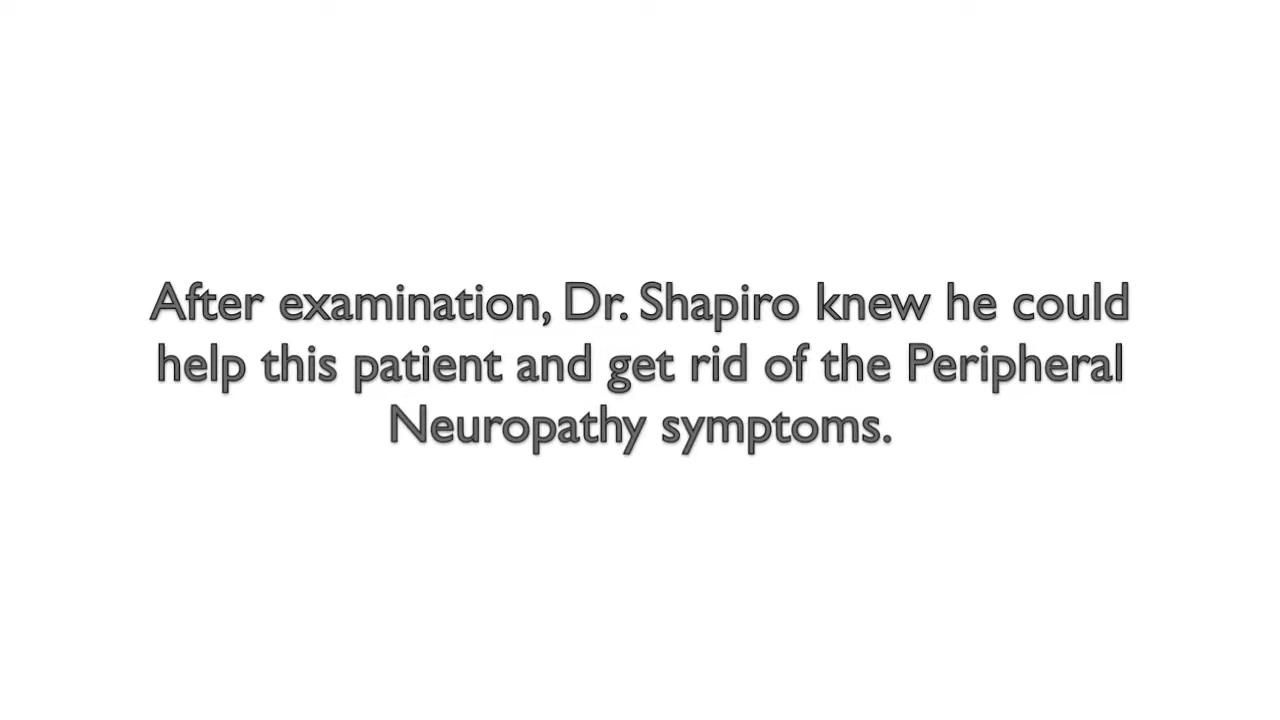 After examination, Dr. Shapiro knew he could
help this patient and get rid of the Peripheral
Neuropathy symptoms.